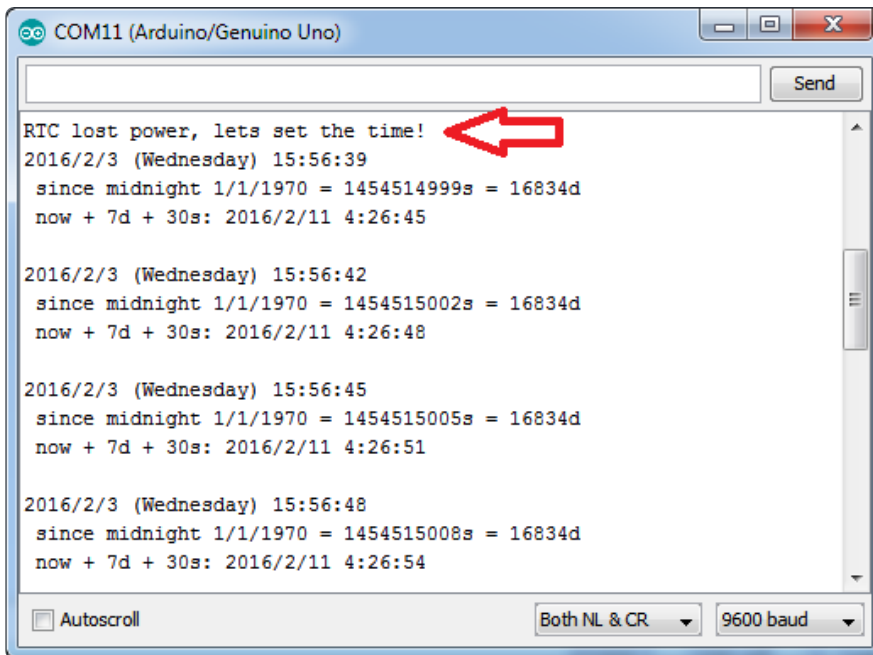 COM11 (Arduino/Genuino Uno)
Send
RTC lost power, lets set the time!
2016/2/3 (Wednesday) 15:56:39
since midnight 1/1/1970 = 1454514999s = 16834d
now + 7d + 30s: 2016/2/11 4:26:45
2016/2/3 (Wednesday) 15:56:42
since midnight 1/1/1970 = 1454515002s = 16834d
now + 7d + 30s: 2016/2/11 4:26:48
2016/2/3 (Wednesday) 15:56:45
since midnight 1/1/1970 = 1454515005s = 16834d
now + 7d + 30s: 2016/2/11 4:26:51
2016/2/3 (Wednesday) 15:56:48
since midnight 1/1/1970 = 1454515008s = 16834d
now + 7d + 30s: 2016/2/11 4:26:54
Autoscroll Both NL & CR 9600 baud